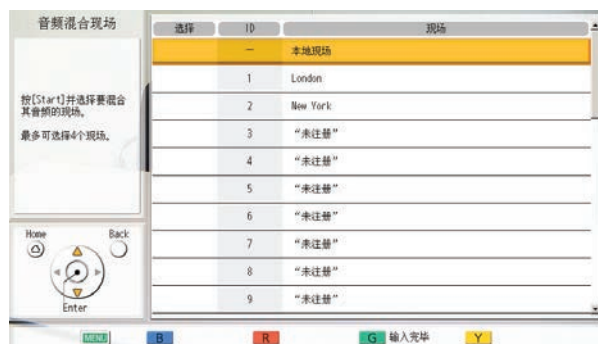 音频混合现场
选择 ID 现场
— 本地现场
1 London
2 New York
3 “未注册”
4 “未注册”
5 “未注册”
6 “未注册”
7 “未注册”
8 “未注册”
9 “未注册”
按[Start]并选择要混合
其音频的现场。
最多可选择4个现场。
Home Back
Enter
MENU B R G 输入完毕 Y